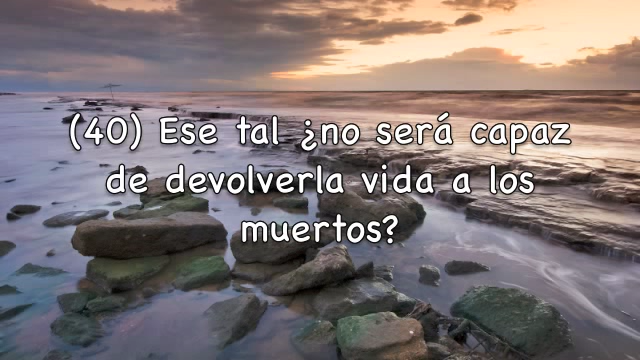 (40) Ese tal ¿no será capaz
de devolverla vida a los
muertos?